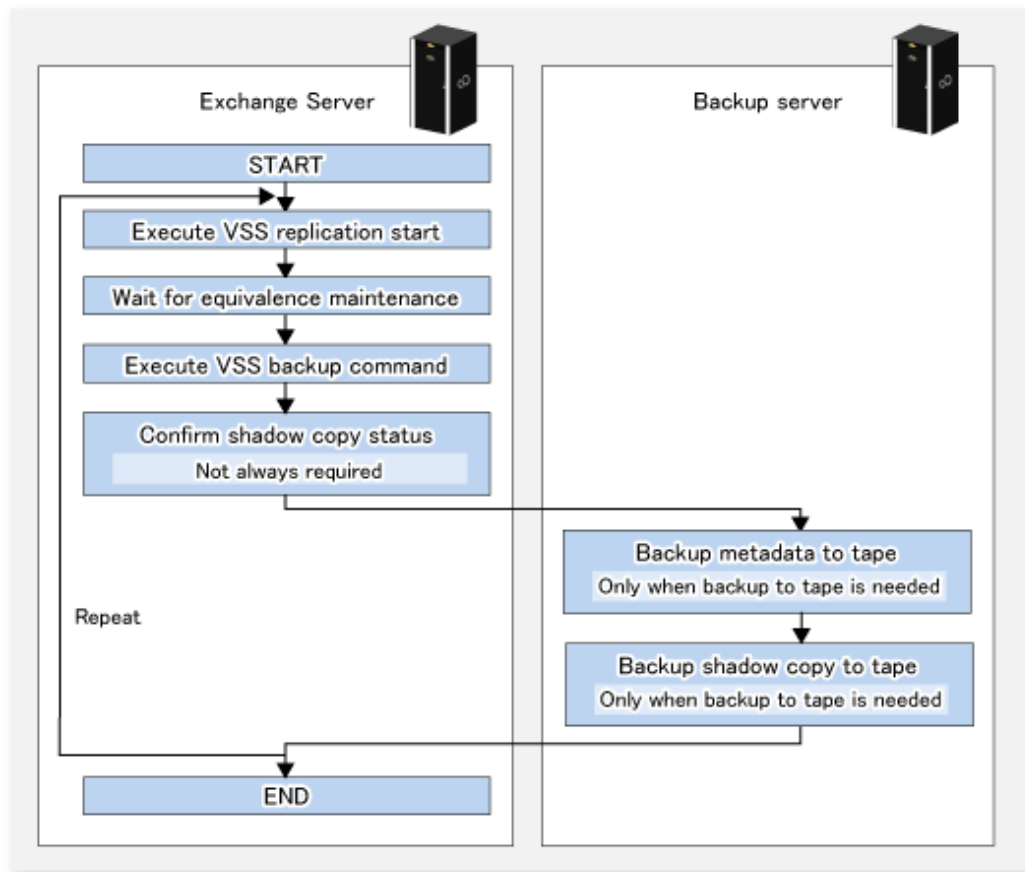 Exchange Server
Backup server
START
Execute VSS replication start
Wait for equivalence maintenance
Execute VSS backup command
Confirm shadow copy status
Not always required
Backup metadata to tape
Only when backup to tape is needed
Repeat
Backup shadow copy to tape
Only when backup to tape is needed
END